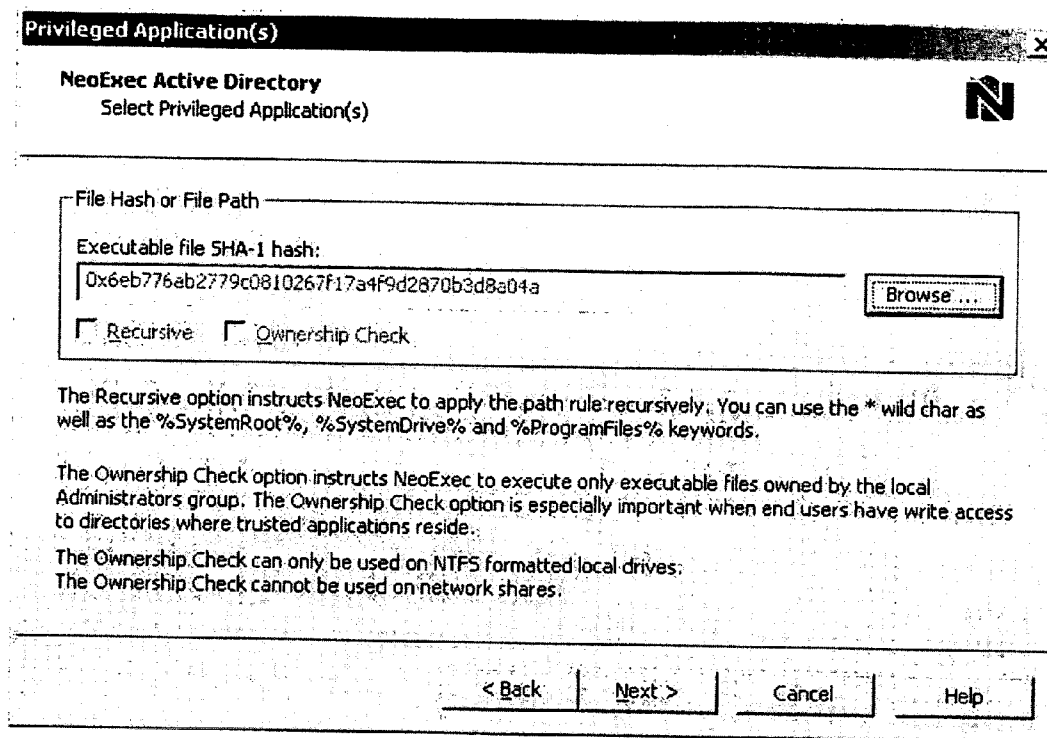 Privileged Application(s)
NeoExec Active Directory
Select Privileged Application(s)
File Hash or File Path
Executable file SHA-1 hash:
0x6eb776ab2779c0810267f17a4f9d2870b3d8a04a
Browse ...
Recursive Ownership Check
The Recursive option instructs NeoExec to apply the path rule recursively. You can use the * wild char as
well as the %SystemRoot%, %SystemDrive% and %ProgramFiles% keywords.
The Ownership Check option instructs NeoExec to execute only executable files owned by the local
Administrators group. The Ownership Check option is especially important when end users have write access
to directories where trusted applications reside.
The Ownership Check can only be used on NTFS formatted local drives.
The Ownership Check cannot be used on network shares.
< Back Next > Cancel Help